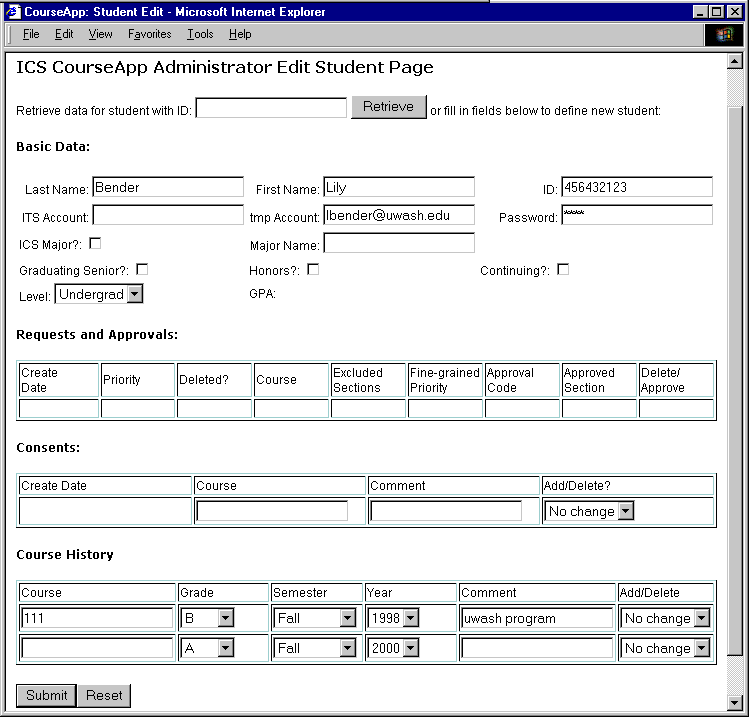 CourseApp: Student Edit - Microsoft Internet Explorer
File Edit View Favorites Tools Help
ICS CourseApp Administrator Edit Student Page
Retrieve data for student with ID: Retrieve or fill in fields below to define new student:
Basic Data:
Last Name: Bender First Name: Lily ID: 456432123
ITS Account: tmp Account: lbender@uwash.edu Password: ****
ICS Major?: Major Name:
Graduating Senior?: Honors?: Continuing?:
Level: Undergrad GPA:
Requests and Approvals:
Create Date Priority Deleted? Course Excluded Sections Fine-grained Priority Approval Code Approved Section Delete/ Approve
Consents:
Create Date Course Comment Add/Delete?
No change
Course History
Course Grade Semester Year Comment Add/Delete
111 B Fall 1998 uwash program No change
A Fall 2000 No change
Submit Reset